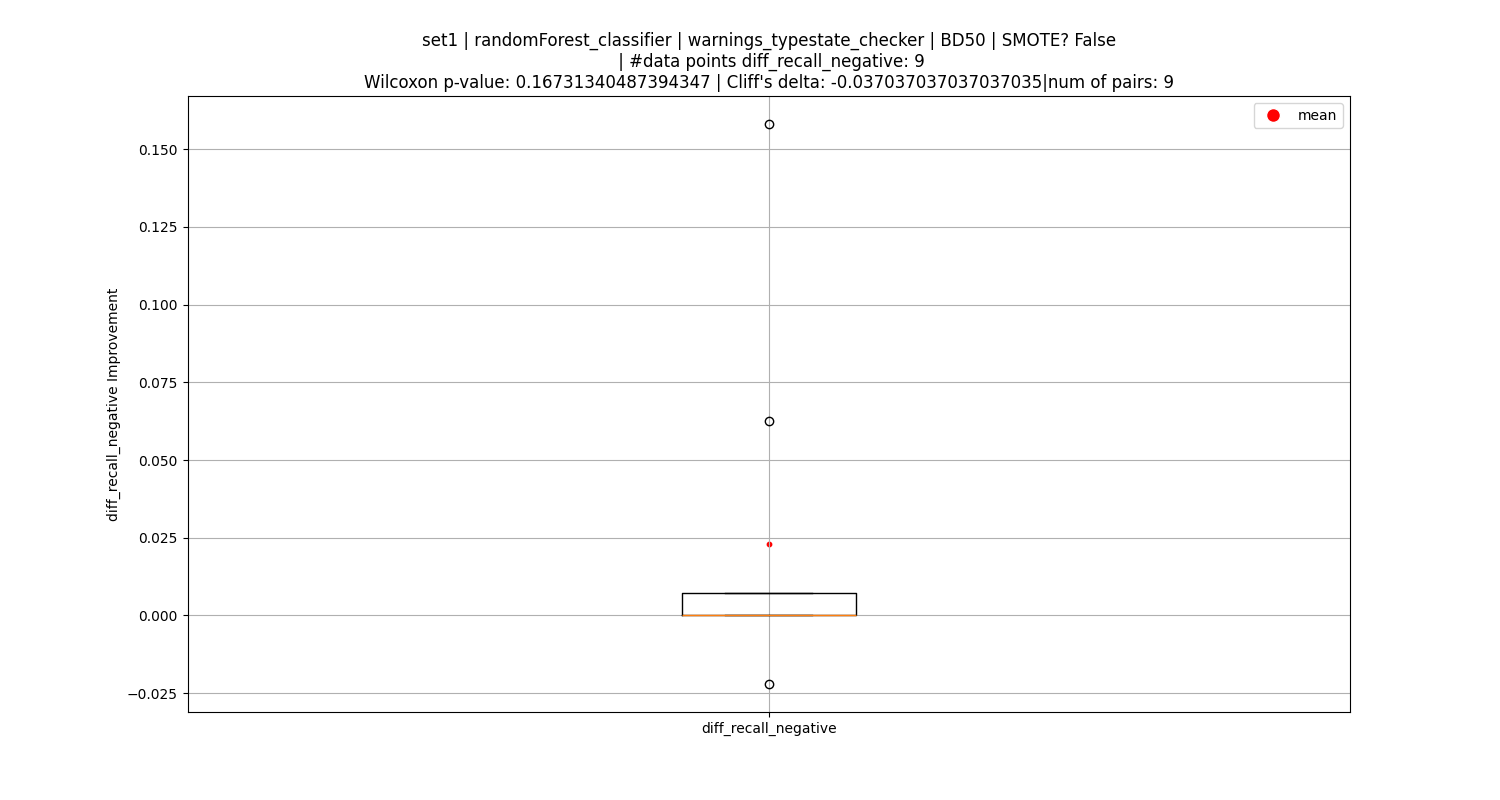 set1 | randomForest_classifier | warnings_typestate_checker | BD50 | SMOTE? False
| #data points diff_recall_negative: 9
Wilcoxon p-value: 0.16731340487394347 | Cliff's delta: -0.037037037037037035|num of pairs: 9
mean
0.150
0.125
0.100
0.075
0.050
0.025
0.000
−0.025
diff_recall_negative Improvement
diff_recall_negative